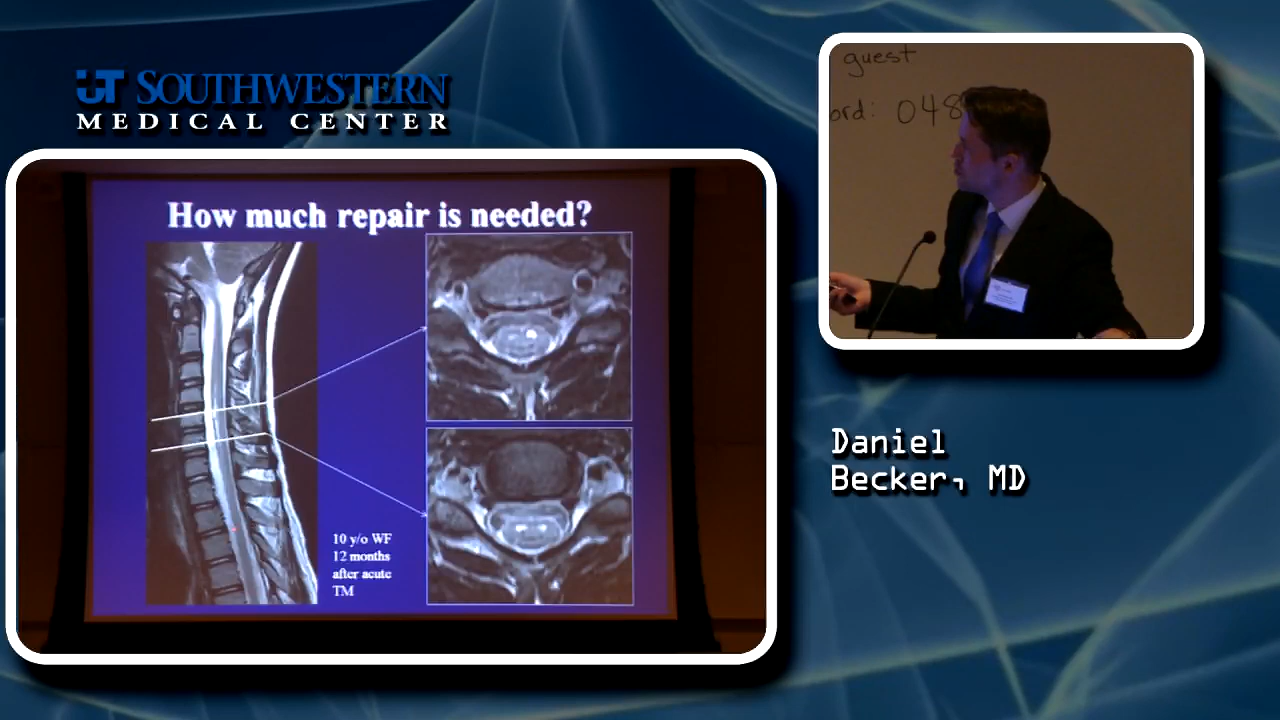 UT SOUTHWESTERN
MEDICAL CENTER
How much repair is needed?
10 y/o WF
12 months
after acute
TM
guest
ord: 048
Daniel
Becker, MD